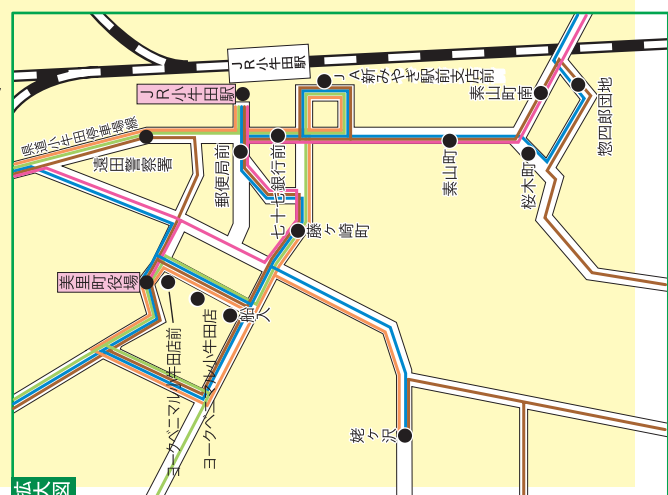 JR小牛田駅
JR小牛田駅
JA新みやぎ駅前支店前
素山町南
惣四郎団地
県道小牛田停車場線
遠田警察署
郵便局前
七十七銀行前
素山町
桜木町
藤ヶ崎町
美里町役場
船入
ヨークベニマル小牛田店前
ヨークベニマル小牛田店
姥ヶ沢
拡大図